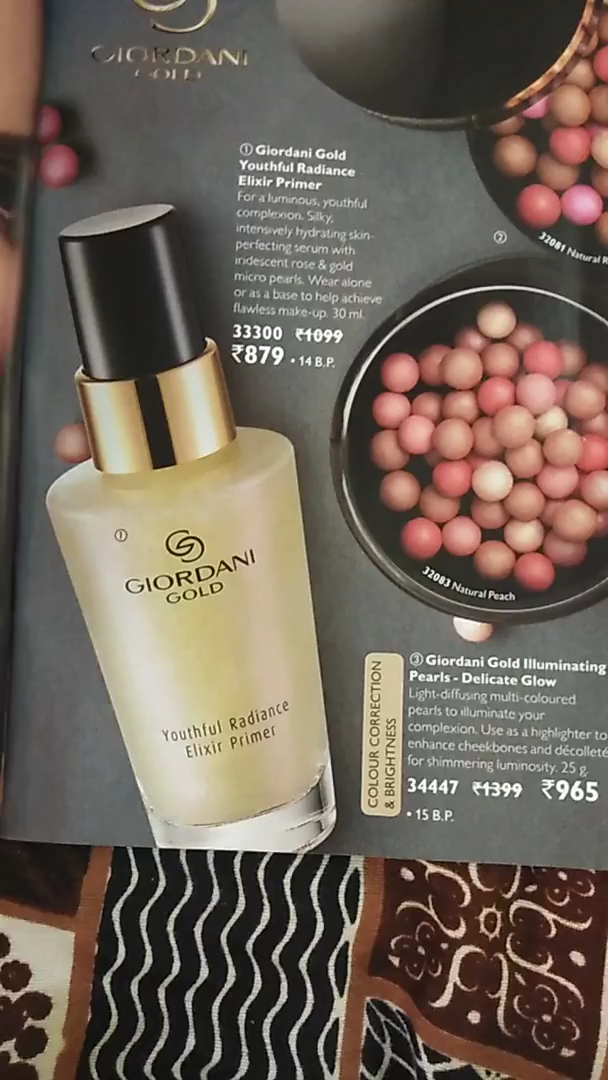 GIORDANI
GOLD
① Giordani Gold
Youthful Radiance
Elixir Primer
For a luminous, youthful
complexion. Silky,
intensively hydrating skin-
perfecting serum with
iridescent rose & gold
micro pearls. Wear alone
or as a base to help achieve
flawless make-up. 30 ml.
33300 ₹1099
₹879 • 14 B.P.
②
32081 Natural
32083 Natural Peach
①
GIORDANI
GOLD
Youthful Radiance
Elixir Primer
COLOUR CORRECTION
& BRIGHTNESS
③ Giordani Gold Illuminating
Pearls - Delicate Glow
Light-diffusing multi-coloured
pearls to illuminate your
complexion. Use as a highlighter to
enhance cheekbones and décolleté
for shimmering luminosity. 25 g.
34447 ₹1399 ₹965
• 15 B.P.